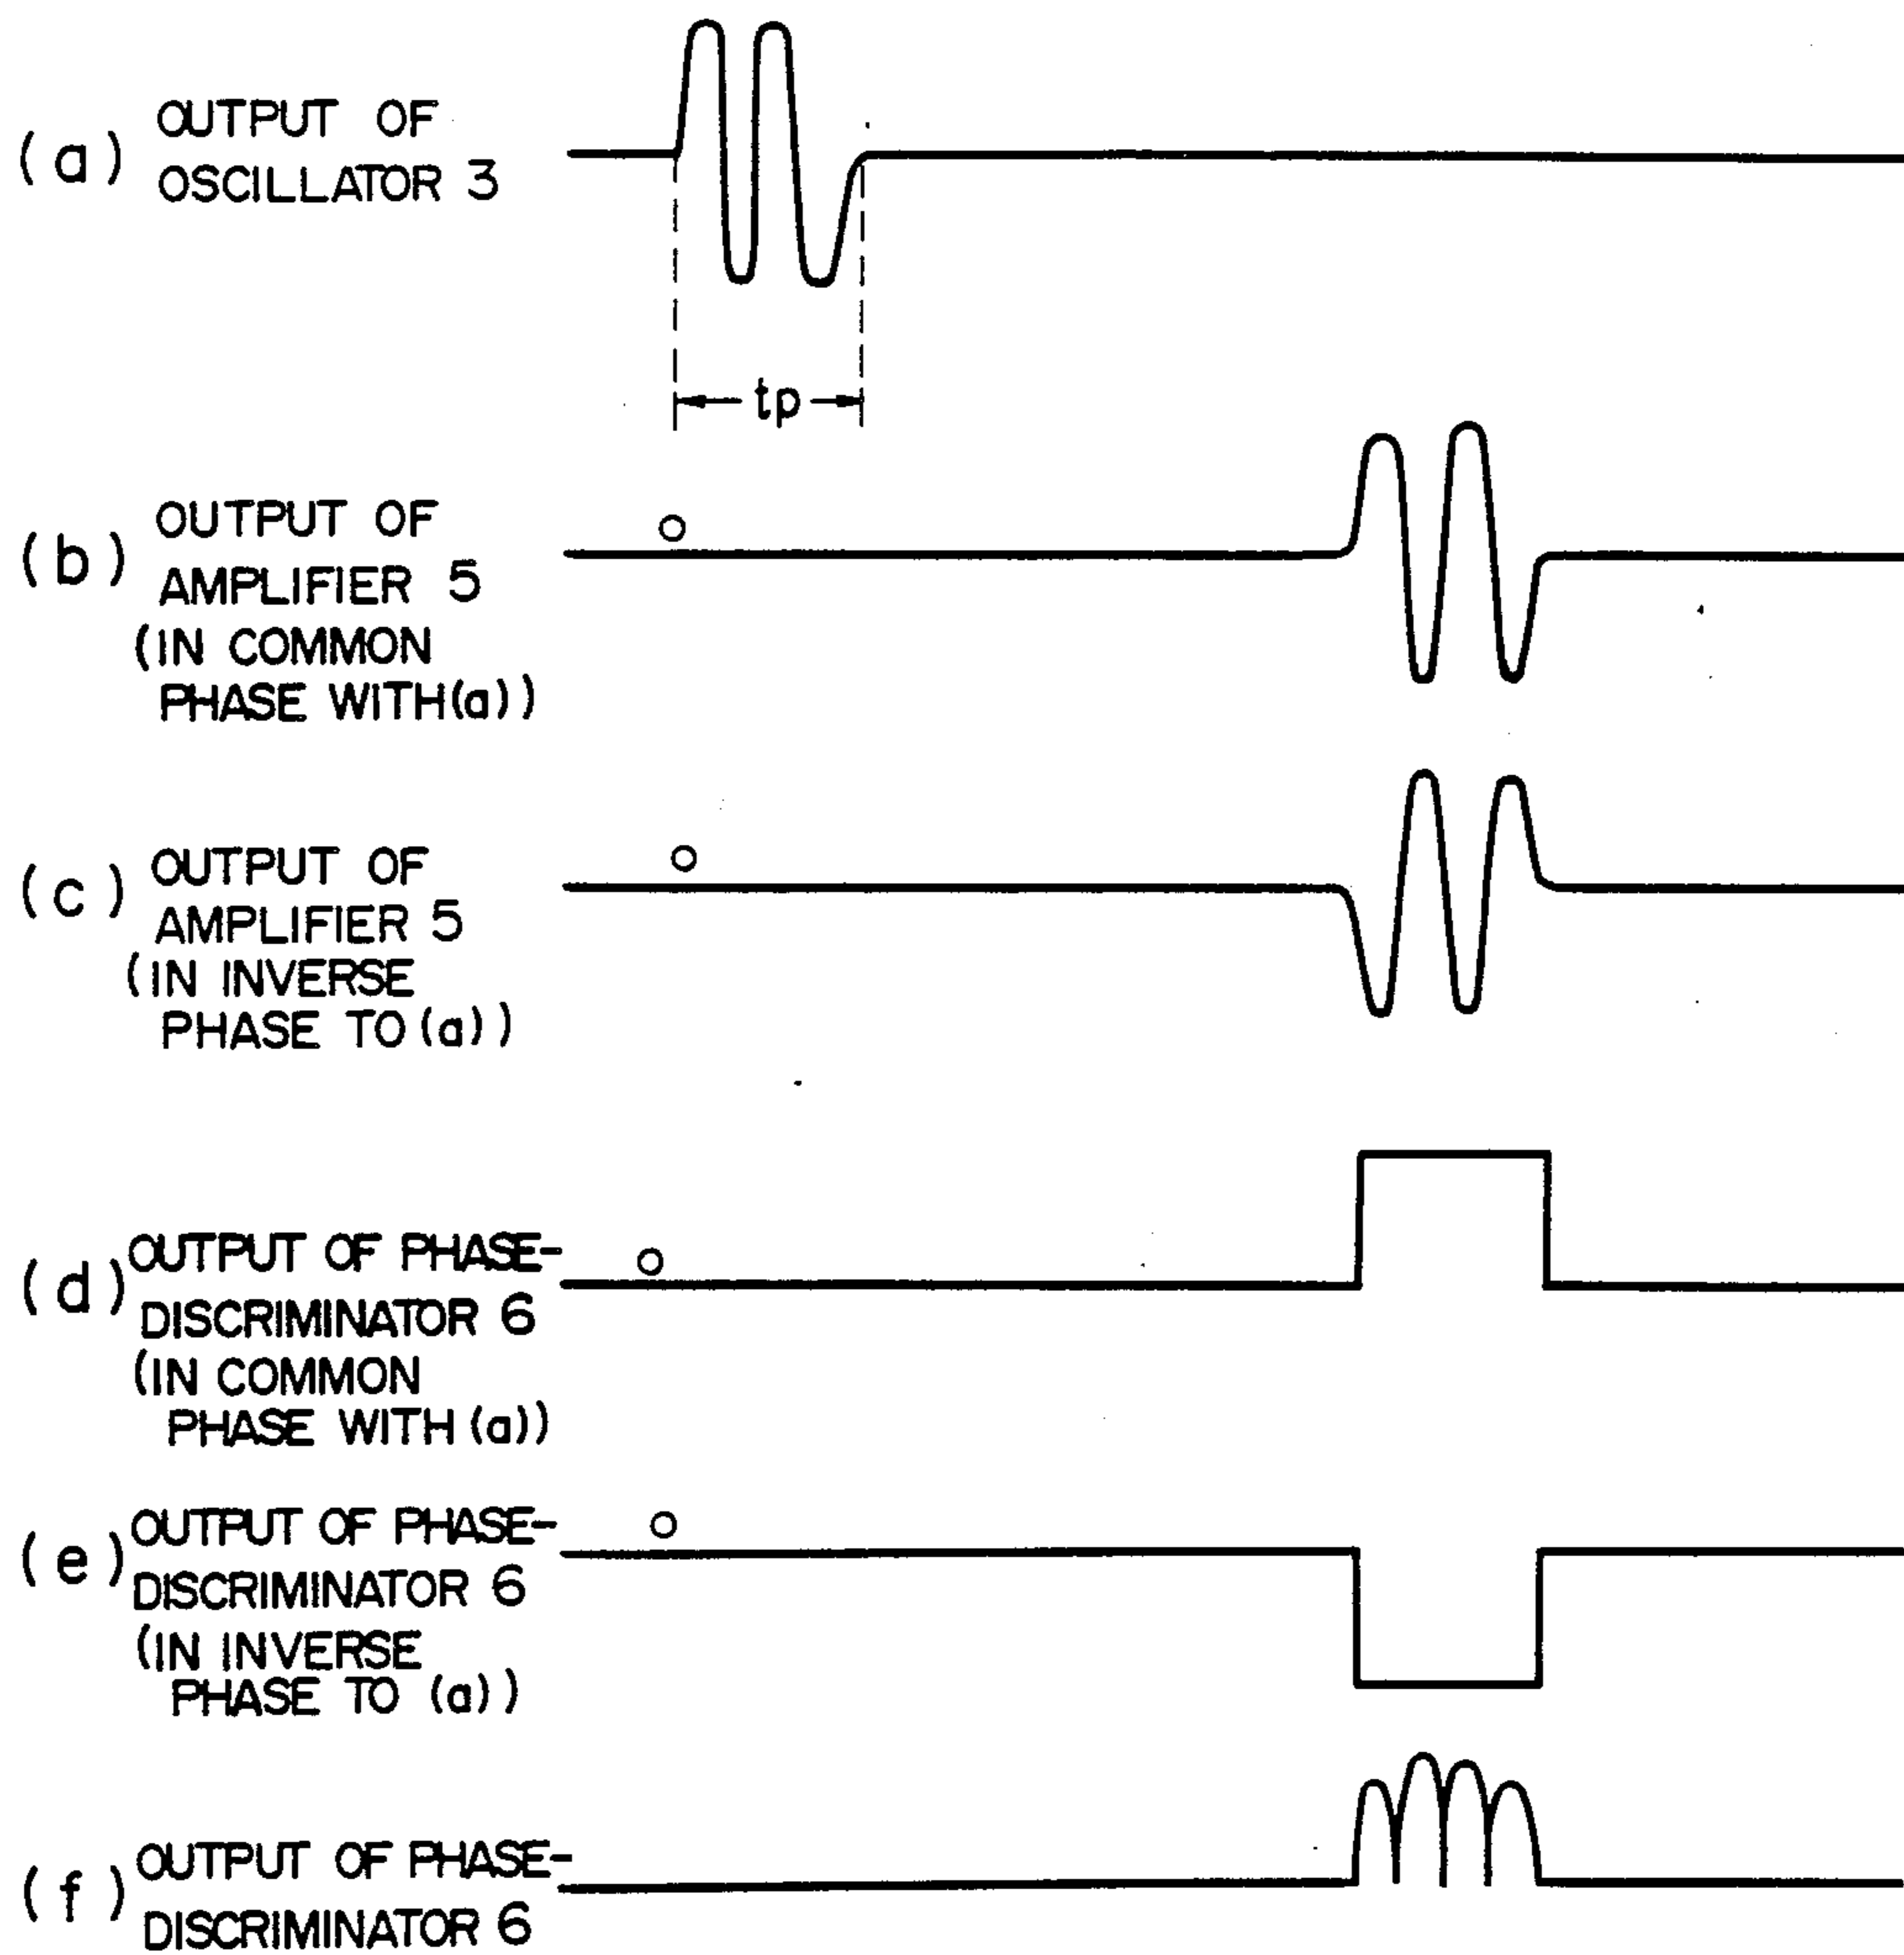 (a) OUTPUT OF
OSCILLATOR 3
tp
(b) OUTPUT OF
AMPLIFIER 5
(IN COMMON
PHASE WITH(a))
O
(c) OUTPUT OF
AMPLIFIER 5
(IN INVERSE
PHASE TO (a))
O
(d) OUTPUT OF PHASE-
DISCRIMINATOR 6
(IN COMMON
PHASE WITH (a))
O
(e) OUTPUT OF PHASE-
DISCRIMINATOR 6
(IN INVERSE
PHASE TO (a))
O
(f) OUTPUT OF PHASE-
DISCRIMINATOR 6